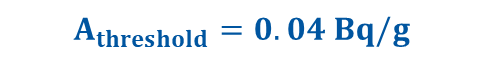 A_threshold = 0.04 Bq/g